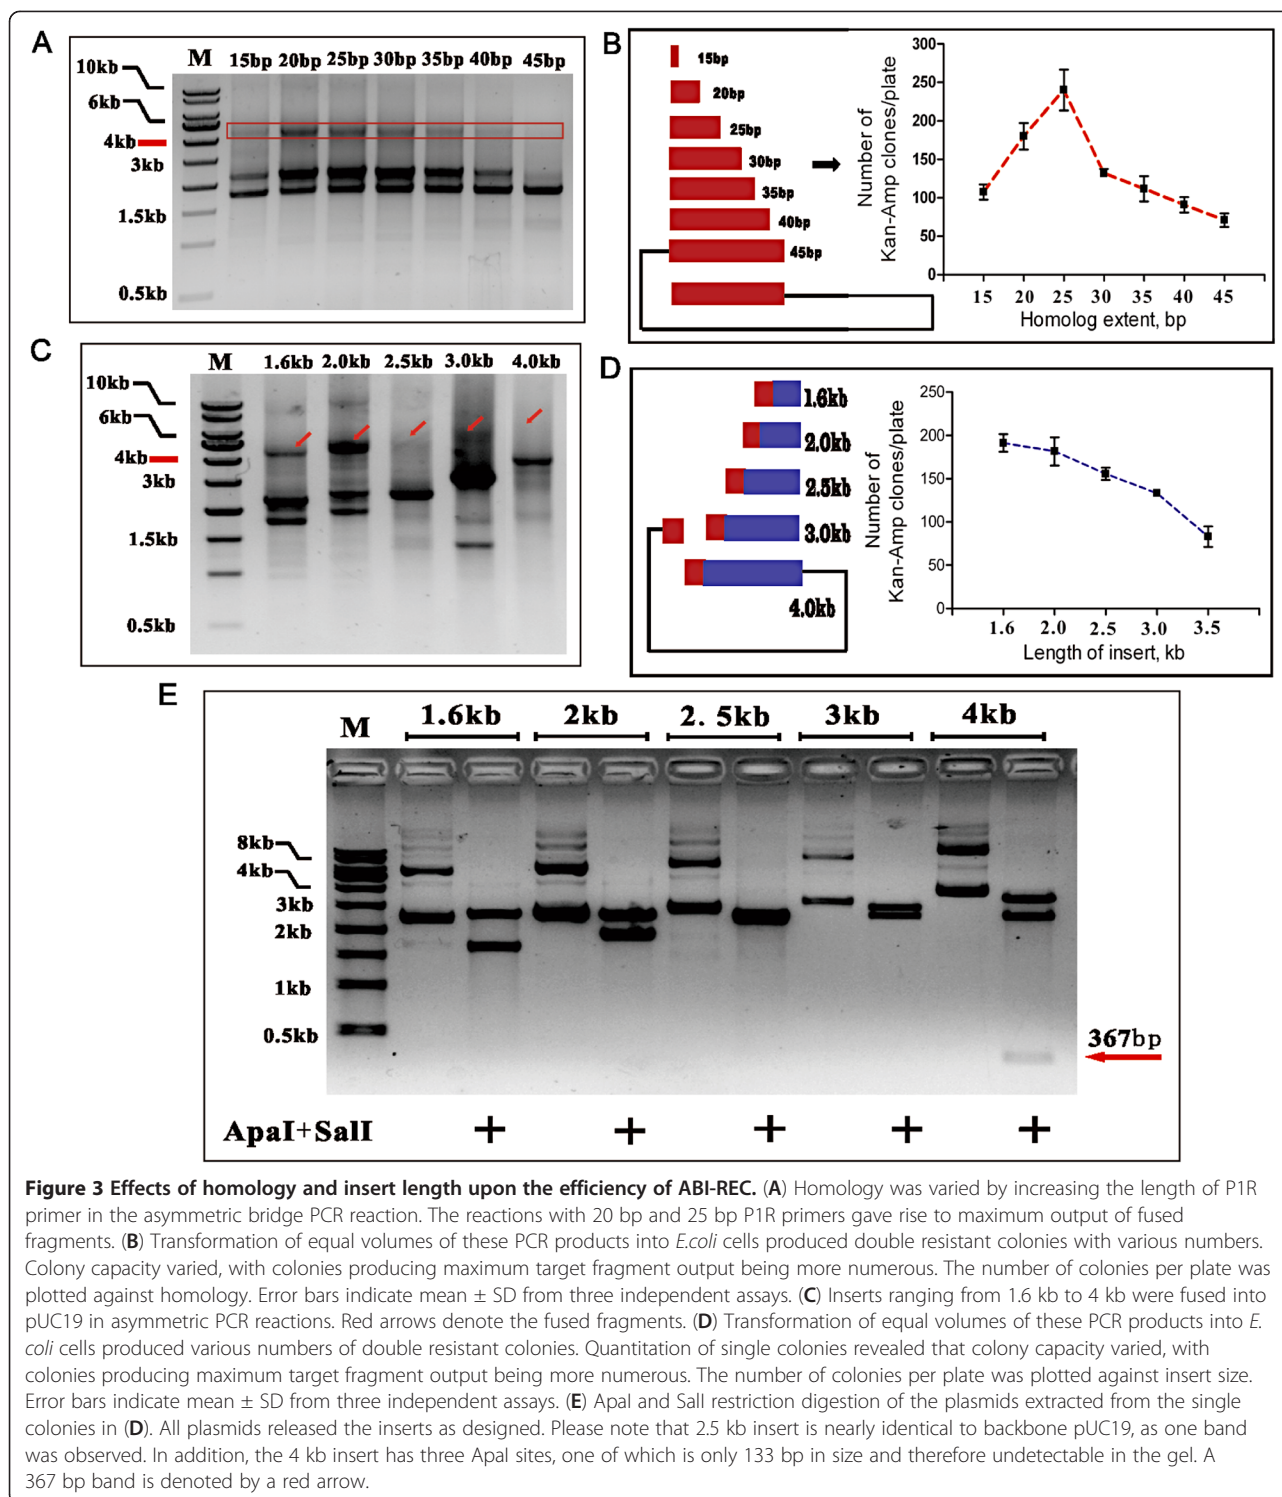 A
M 15bp 20bp 25bp 30bp 35bp 40bp 45bp
10kb
6kb
4kb
3kb
1.5kb
0.5kb
B
15bp
20bp
25bp
30bp
35bp
40bp
45bp
Number of
Kan-Amp clones/plate
300
250
200
150
100
50
0
15 20 25 30 35 40 45
Homolog extent, bp
C
M 1.6kb 2.0kb 2.5kb 3.0kb 4.0kb
10kb
6kb
4kb
3kb
1.5kb
0.5kb
D
1.6kb
2.0kb
2.5kb
3.0kb
4.0kb
Number of
Kan-Amp clones/plate
250
200
150
100
50
0
1.6 2.0 2.5 3.0 3.5
Length of insert, kb
E
M 1.6kb 2kb 2. 5kb 3kb 4kb
8kb
4kb
3kb
2kb
1kb
0.5kb
367bp
ApaI+SalI + + + + +
Figure 3 Effects of homology and insert length upon the efficiency of ABI-REC. (A) Homology was varied by increasing the length of P1R
primer in the asymmetric bridge PCR reaction. The reactions with 20 bp and 25 bp P1R primers gave rise to maximum output of fused
fragments. (B) Transformation of equal volumes of these PCR products into E.coli cells produced double resistant colonies with various numbers.
Colony capacity varied, with colonies producing maximum target fragment output being more numerous. The number of colonies per plate was
plotted against homology. Error bars indicate mean ± SD from three independent assays. (C) Inserts ranging from 1.6 kb to 4 kb were fused into
pUC19 in asymmetric PCR reactions. Red arrows denote the fused fragments. (D) Transformation of equal volumes of these PCR products into E.
coli cells produced various numbers of double resistant colonies. Quantitation of single colonies revealed that colony capacity varied, with
colonies producing maximum target fragment output being more numerous. The number of colonies per plate was plotted against insert size.
Error bars indicate mean ± SD from three independent assays. (E) ApaI and SalI restriction digestion of the plasmids extracted from the single
colonies in (D). All plasmids released the inserts as designed. Please note that 2.5 kb insert is nearly identical to backbone pUC19, as one band
was observed. In addition, the 4 kb insert has three ApaI sites, one of which is only 133 bp in size and therefore undetectable in the gel. A
367 bp band is denoted by a red arrow.